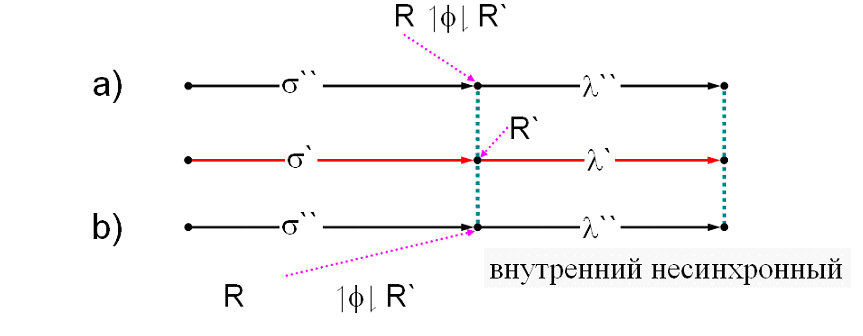 R ⌉ϕ⌊ R`
a) σ`` λ``
R`
σ` λ`
b) σ`` λ``
внутренний несинхронный
R ⌉ϕ⌊ R`